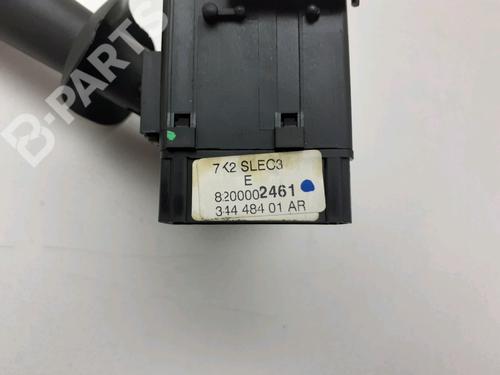 B-PARTS
7K2 SLEC3
E
8200002461
344 484 01 AR